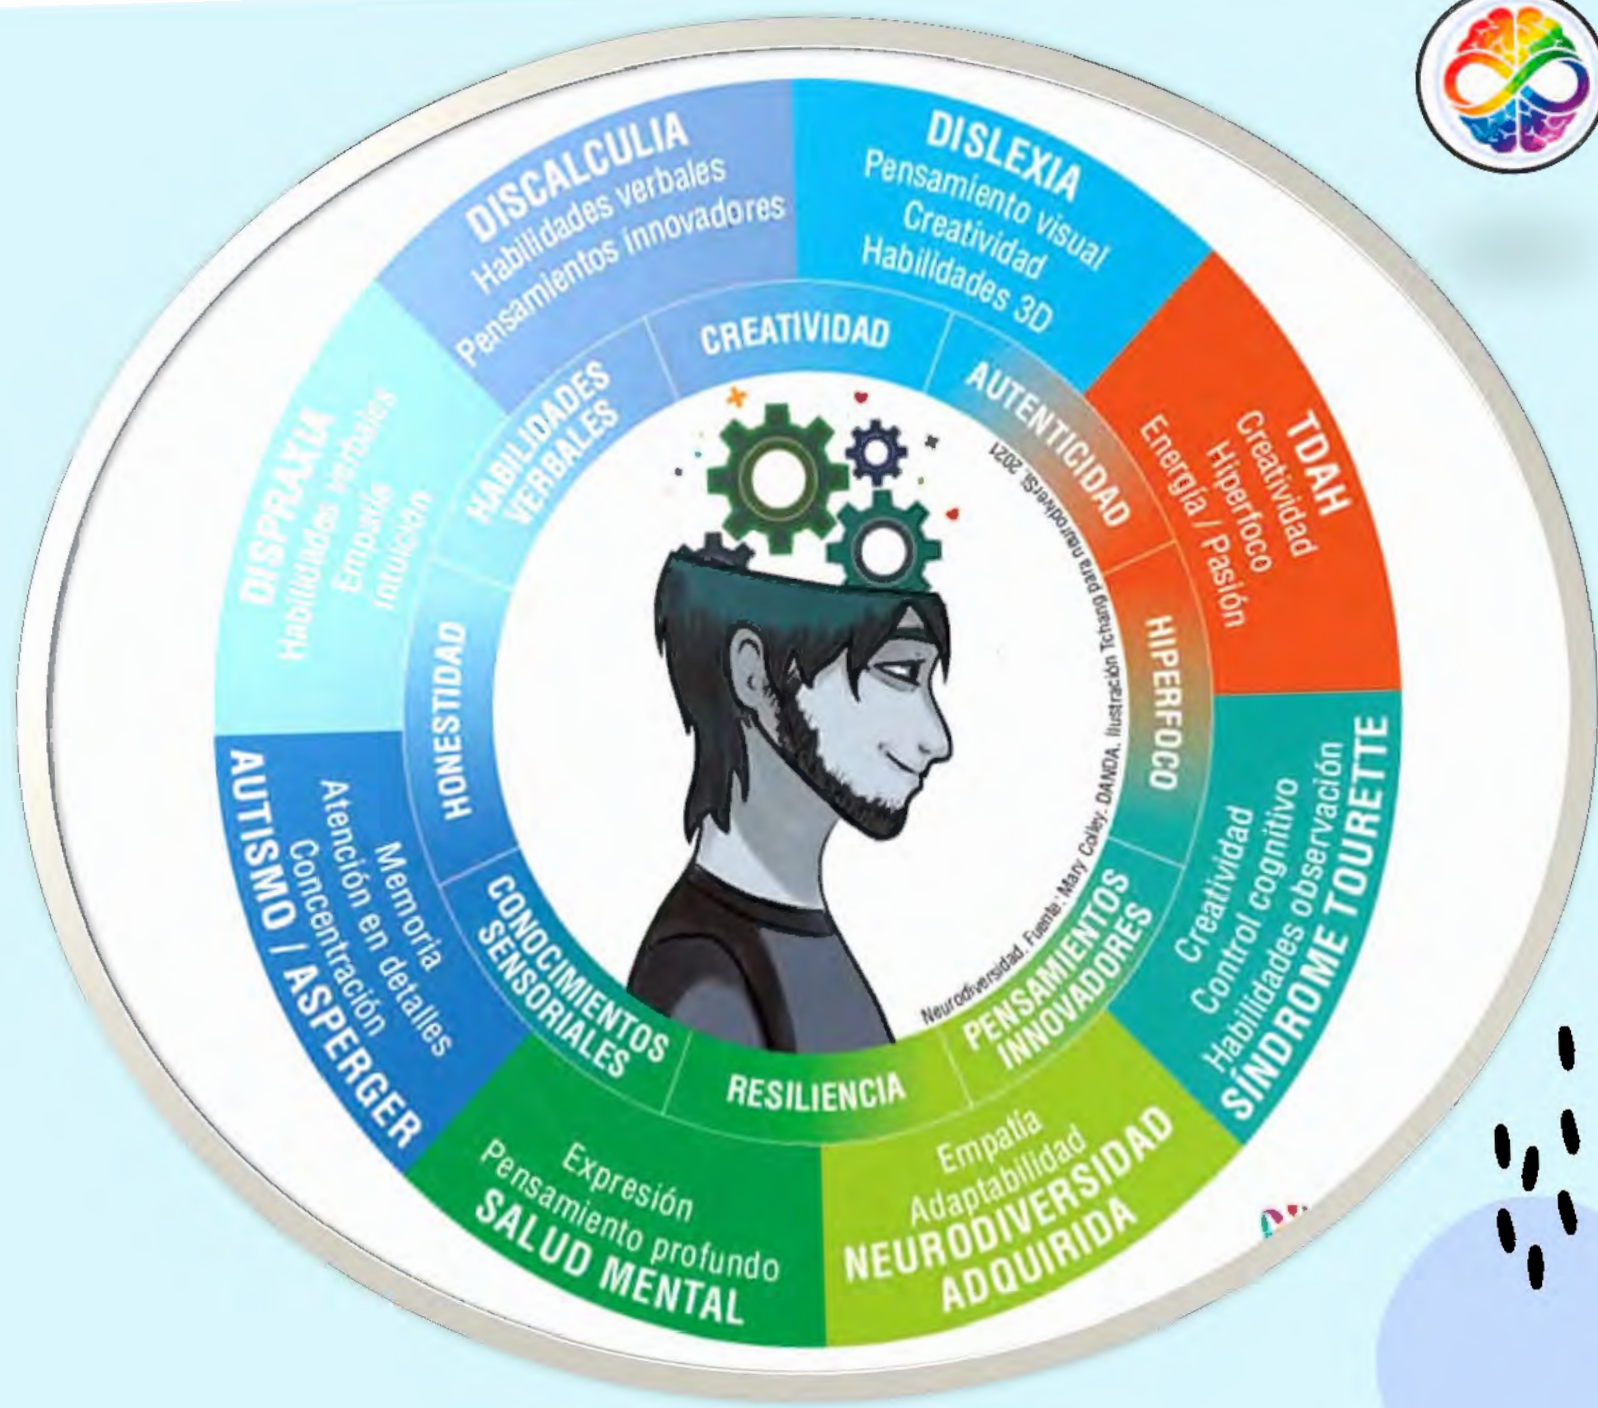 DISCALCULIA
Habilidades verbales
Pensamientos innovadores
DISLEXIA
Pensamiento visual
Creatividad
Habilidades 3D
TDAH
Creatividad
Hiperfoco
Energía / Pasión
Creatividad
Control cognitivo
Habilidades observación
SÍNDROME TOURETTE
Empatía
Adaptabilidad
NEURODIVERSIDAD
ADQUIRIDA
Expresión
Pensamiento profundo
SALUD MENTAL
Memoria
Atención en detalles
Concentración
AUTISMO / ASPERGER
DISPRAXIA
Habilidades verbales
Empatía
Intuición
CREATIVIDAD
AUTENTICIDAD
HIPERFOCO
PENSAMIENTOS
INNOVADORES
RESILIENCIA
CONOCIMIENTOS
SENSORIALES
HONESTIDAD
HABILIDADES
VERBALES
Neurodiversidad. Fuente: Mary Colley. DANDA. Ilustración Tchang para neurodiverSI. 2021